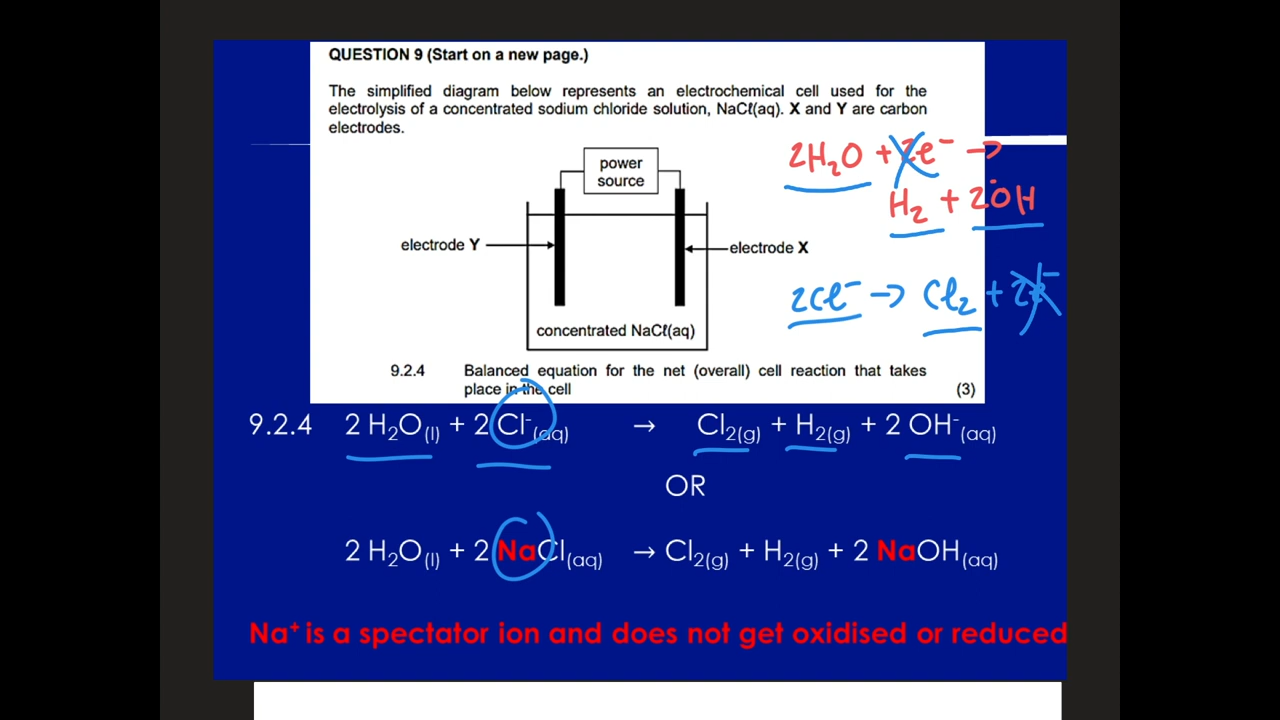 QUESTION 9 (Start on a new page.)
The simplified diagram below represents an electrochemical cell used for the
electrolysis of a concentrated sodium chloride solution, NaCℓ(aq). X and Y are carbon
electrodes.
power
source
2H₂O + 2e⁻ →
H₂ + 2OH
electrode Y
electrode X
2Cℓ⁻ → Cℓ₂ + 2e⁻
concentrated NaCℓ(aq)
9.2.4 Balanced equation for the net (overall) cell reaction that takes
place in the cell (3)
9.2.4 2 H₂O(l) + 2 Cl⁻(aq) → Cl₂(g) + H₂(g) + 2 OH⁻(aq)
OR
2 H₂O(l) + 2 NaCl(aq) → Cl₂(g) + H₂(g) + 2 NaOH(aq)
Na⁺ is a spectator ion and does not get oxidised or reduced